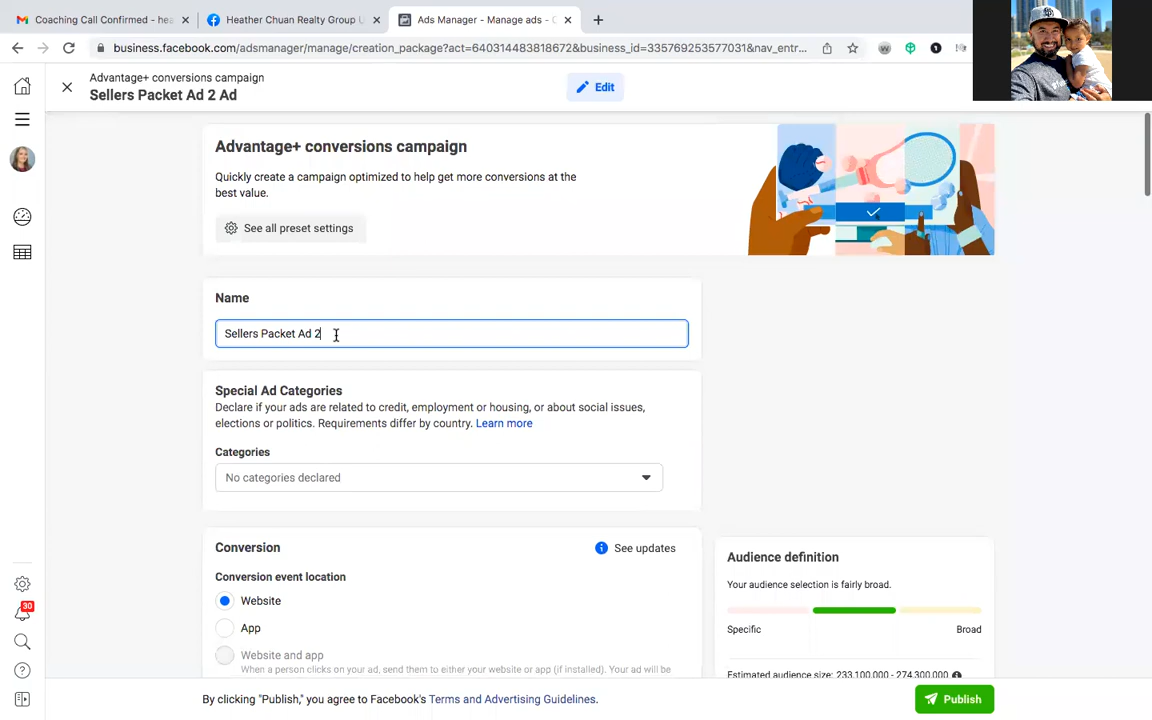 Coaching Call Confirmed - hea
Heather Chuan Realty Group U
Ads Manager - Manage ads - C
business.facebook.com/adsmanager/manage/creation_package?act=640314483818672&business_id=335769253577031&nav_entr...
Advantage+ conversions campaign
Sellers Packet Ad 2 Ad
Edit
Advantage+ conversions campaign
Quickly create a campaign optimized to help get more conversions at the
best value.
See all preset settings
Name
Sellers Packet Ad 2
Special Ad Categories
Declare if your ads are related to credit, employment or housing, or about social issues,
elections or politics. Requirements differ by country. Learn more
Categories
No categories declared
Conversion
See updates
Conversion event location
Website
App
Website and app
When a person clicks on your ad, send them to either your website or app (if installed). Your ad will be
Audience definition
Your audience selection is fairly broad.
Specific
Broad
Estimated audience size: 233,100,000 - 274,300,000
30
By clicking "Publish," you agree to Facebook's Terms and Advertising Guidelines.
Publish